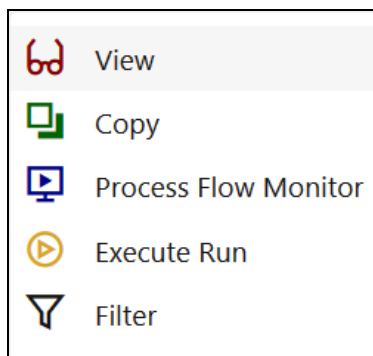 View
Copy
Process Flow Monitor
Execute Run
Filter